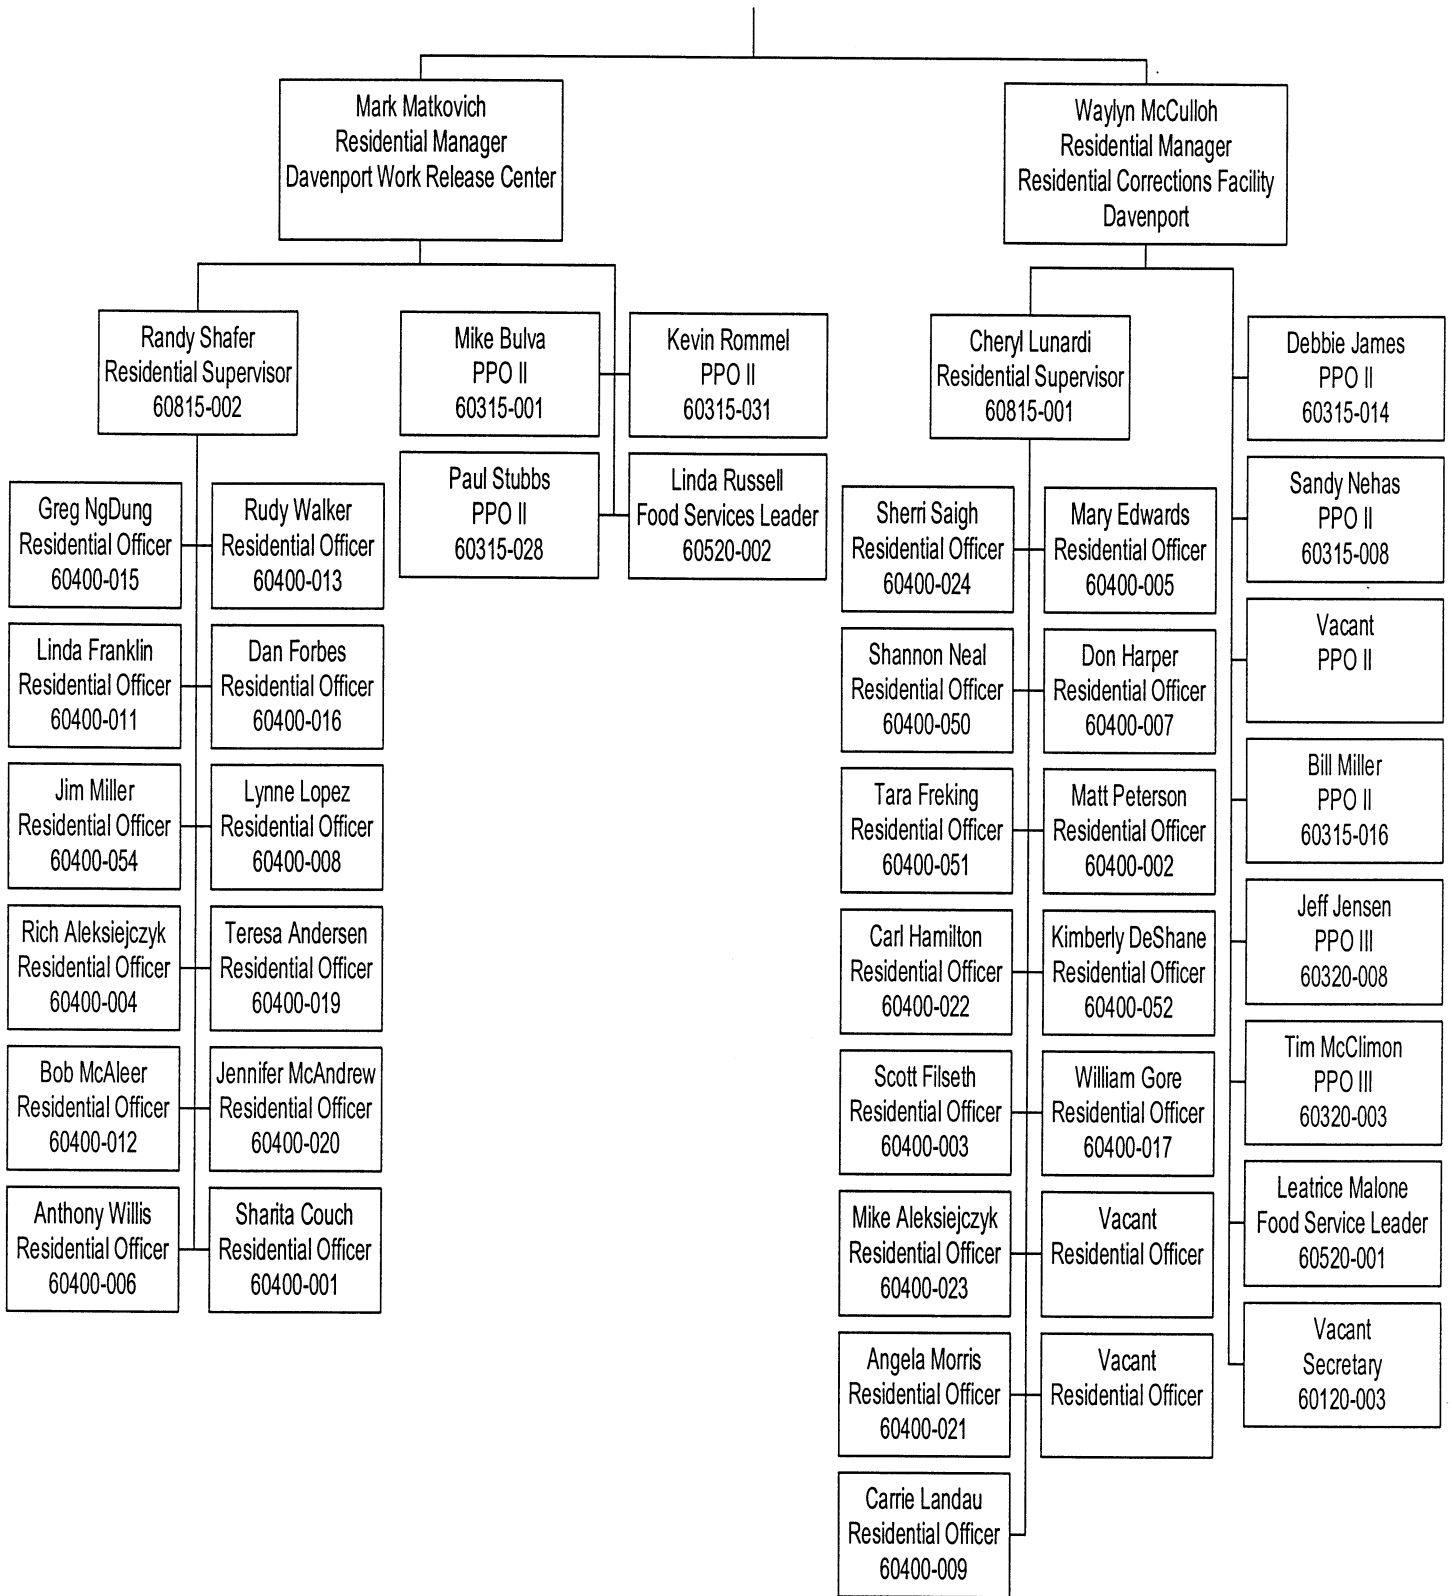 Mark Matkovich
Residential Manager
Davenport Work Release Center
Waylyn McCulloh
Residential Manager
Residential Corrections Facility
Davenport
Randy Shafer
Residential Supervisor
60815-002
Mike Bulva
PPO II
60315-001
Kevin Rommel
PPO II
60315-031
Paul Stubbs
PPO II
60315-028
Linda Russell
Food Services Leader
60520-002
Greg NgDung
Residential Officer
60400-015
Rudy Walker
Residential Officer
60400-013
Linda Franklin
Residential Officer
60400-011
Dan Forbes
Residential Officer
60400-016
Jim Miller
Residential Officer
60400-054
Lynne Lopez
Residential Officer
60400-008
Rich Aleksiejczyk
Residential Officer
60400-004
Teresa Andersen
Residential Officer
60400-019
Bob McAleer
Residential Officer
60400-012
Jennifer McAndrew
Residential Officer
60400-020
Anthony Willis
Residential Officer
60400-006
Sharita Couch
Residential Officer
60400-001
Cheryl Lunardi
Residential Supervisor
60815-001
Sherri Saigh
Residential Officer
60400-024
Mary Edwards
Residential Officer
60400-005
Shannon Neal
Residential Officer
60400-050
Don Harper
Residential Officer
60400-007
Tara Freking
Residential Officer
60400-051
Matt Peterson
Residential Officer
60400-002
Carl Hamilton
Residential Officer
60400-022
Kimberly DeShane
Residential Officer
60400-052
Scott Filseth
Residential Officer
60400-003
William Gore
Residential Officer
60400-017
Mike Aleksiejczyk
Residential Officer
60400-023
Vacant
Residential Officer
Angela Morris
Residential Officer
60400-021
Vacant
Residential Officer
Carrie Landau
Residential Officer
60400-009
Debbie James
PPO II
60315-014
Sandy Nehas
PPO II
60315-008
Vacant
PPO II
Bill Miller
PPO II
60315-016
Jeff Jensen
PPO III
60320-008
Tim McClimon
PPO III
60320-003
Leatrice Malone
Food Service Leader
60520-001
Vacant
Secretary
60120-003